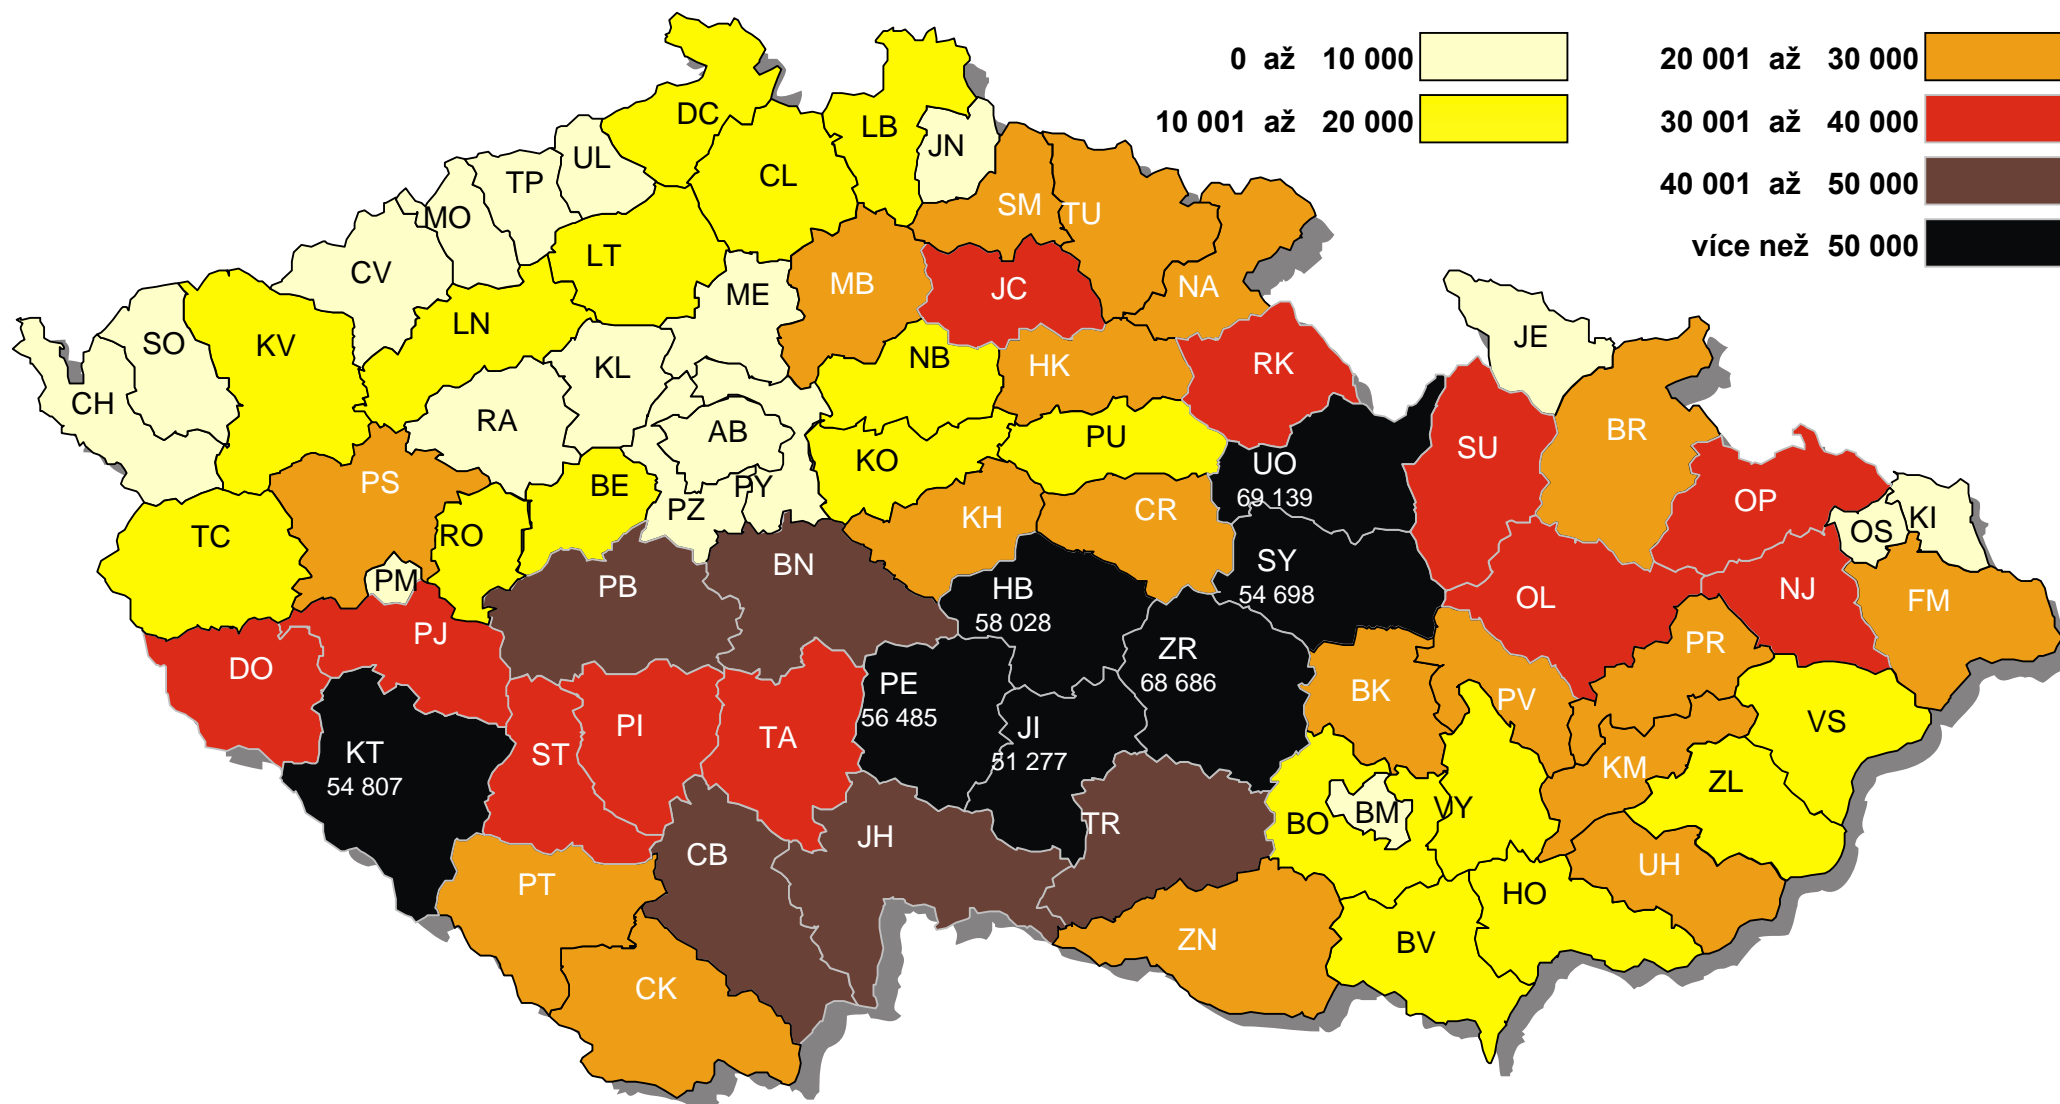 0 až 10 000
20 001 až 30 000
10 001 až 20 000
30 001 až 40 000
40 001 až 50 000
více než 50 000
DC
LB
JN
UL
TP
CL
MO
SM
TU
CV
LT
ME
MB
JC
NA
SO
KV
LN
KL
NB
HK
RK
JE
CH
RA
AB
KO
PU
BR
PS
BE
PZ
PY
UO
69 139
SU
OP
TC
RO
KH
CR
OS
KI
PM
PB
BN
HB
58 028
SY
54 698
OL
NJ
FM
DO
PJ
PE
56 485
ZR
68 686
PR
BK
PV
KT
54 807
ST
PI
TA
JI
51 277
VS
KM
ZL
CB
JH
TR
BO
BM
VY
PT
UH
HO
CK
ZN
BV